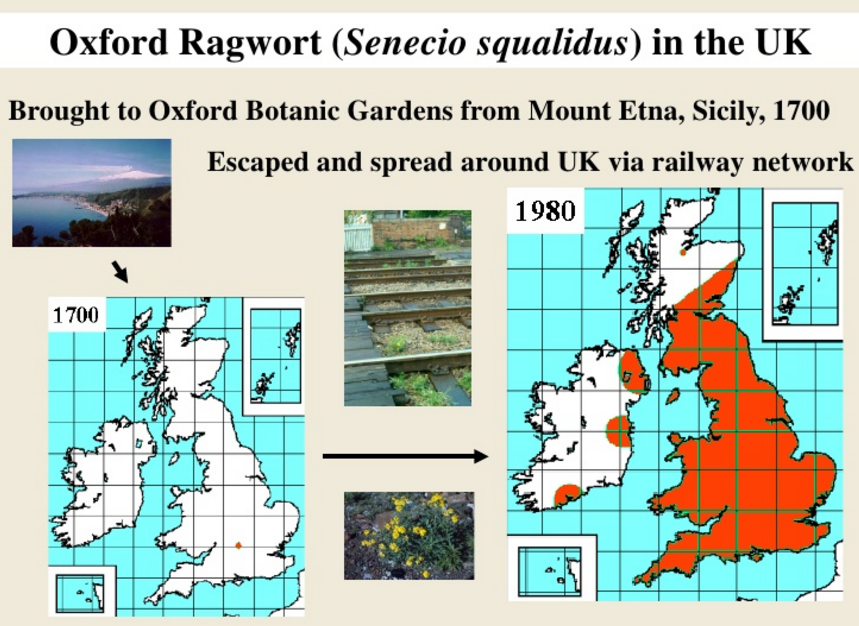 Oxford Ragwort (Senecio squalidus) in the UK
Brought to Oxford Botanic Gardens from Mount Etna, Sicily, 1700
Escaped and spread around UK via railway network
1980
1700